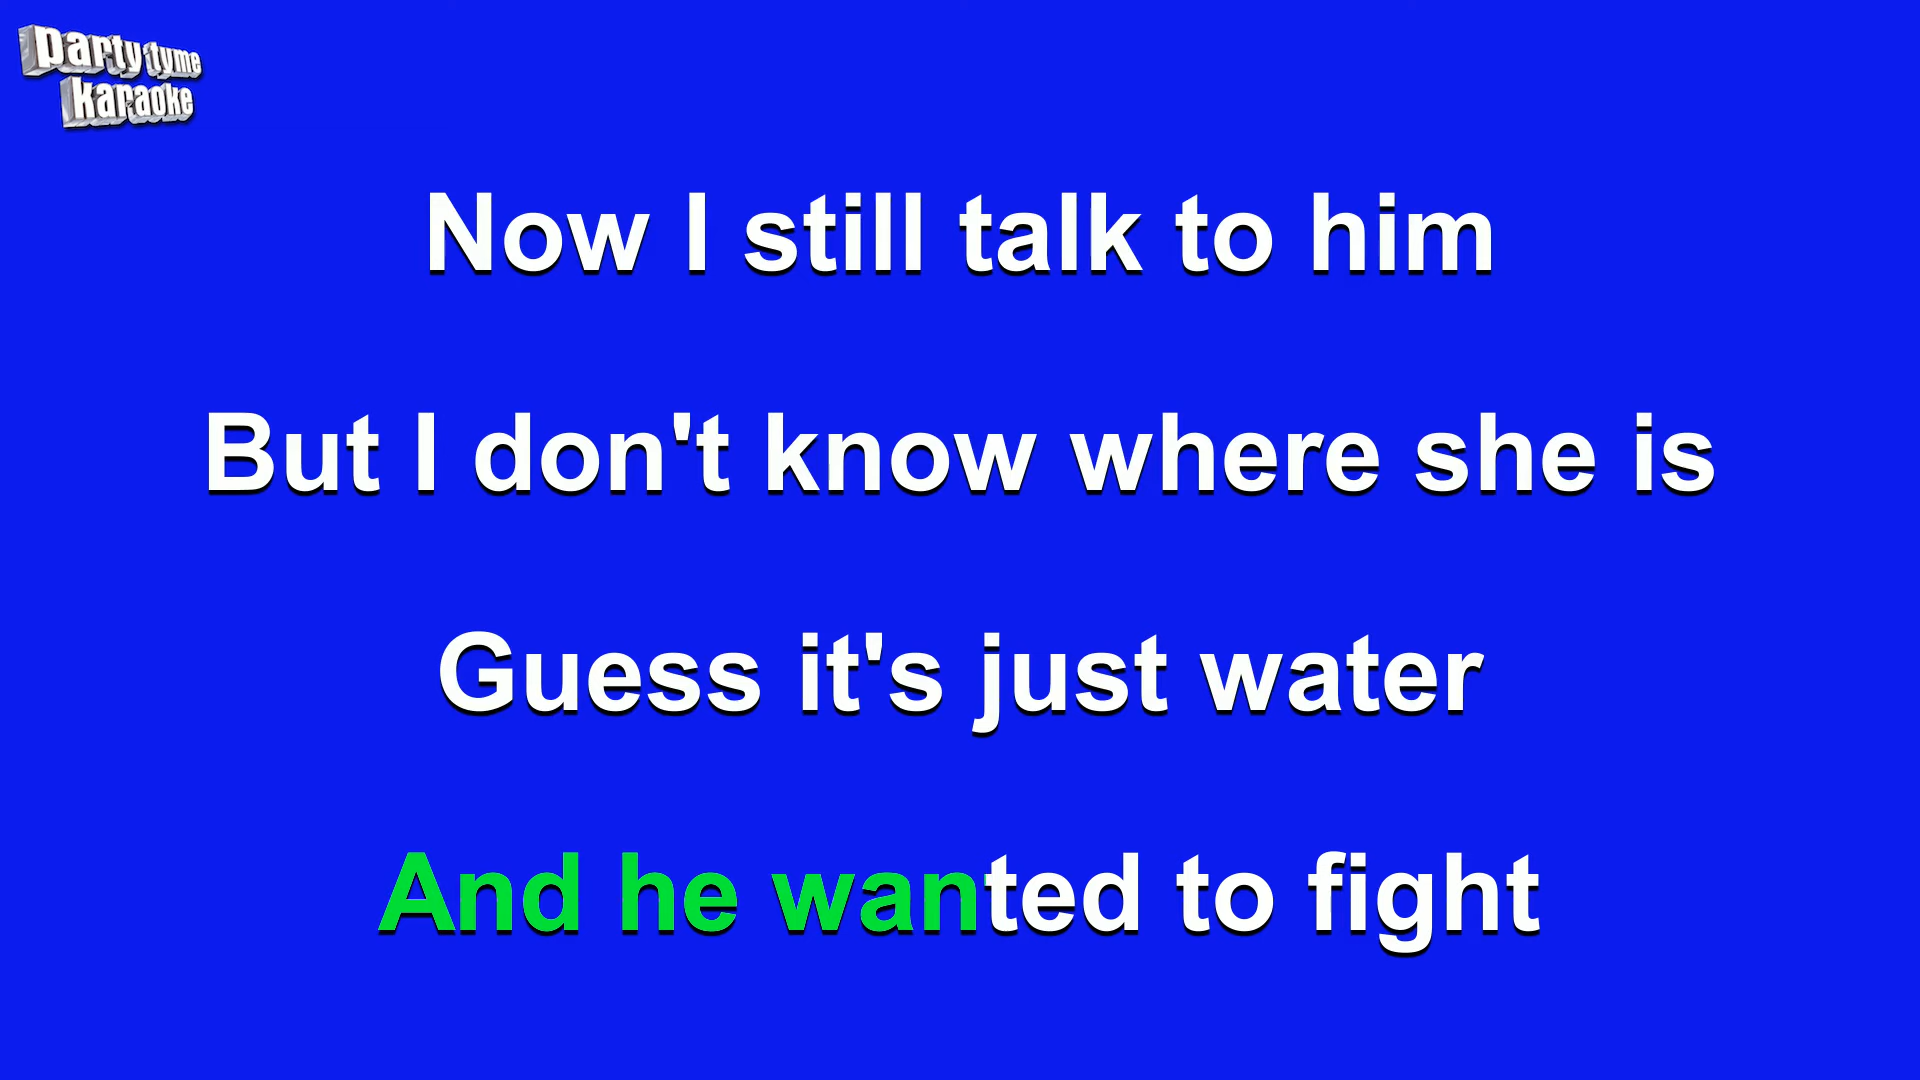 party tyme
karaoke
Now I still talk to him
But I don't know where she is
Guess it's just water
And he wanted to fight